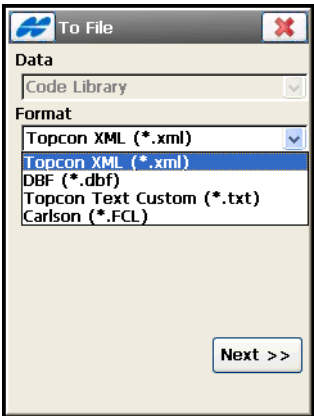 To File
Data
Code Library
Format
Topcon XML (*.xml)
Topcon XML (*.xml)
DBF (*.dbf)
Topcon Text Custom (*.txt)
Carlson (*.FCL)
Next >>